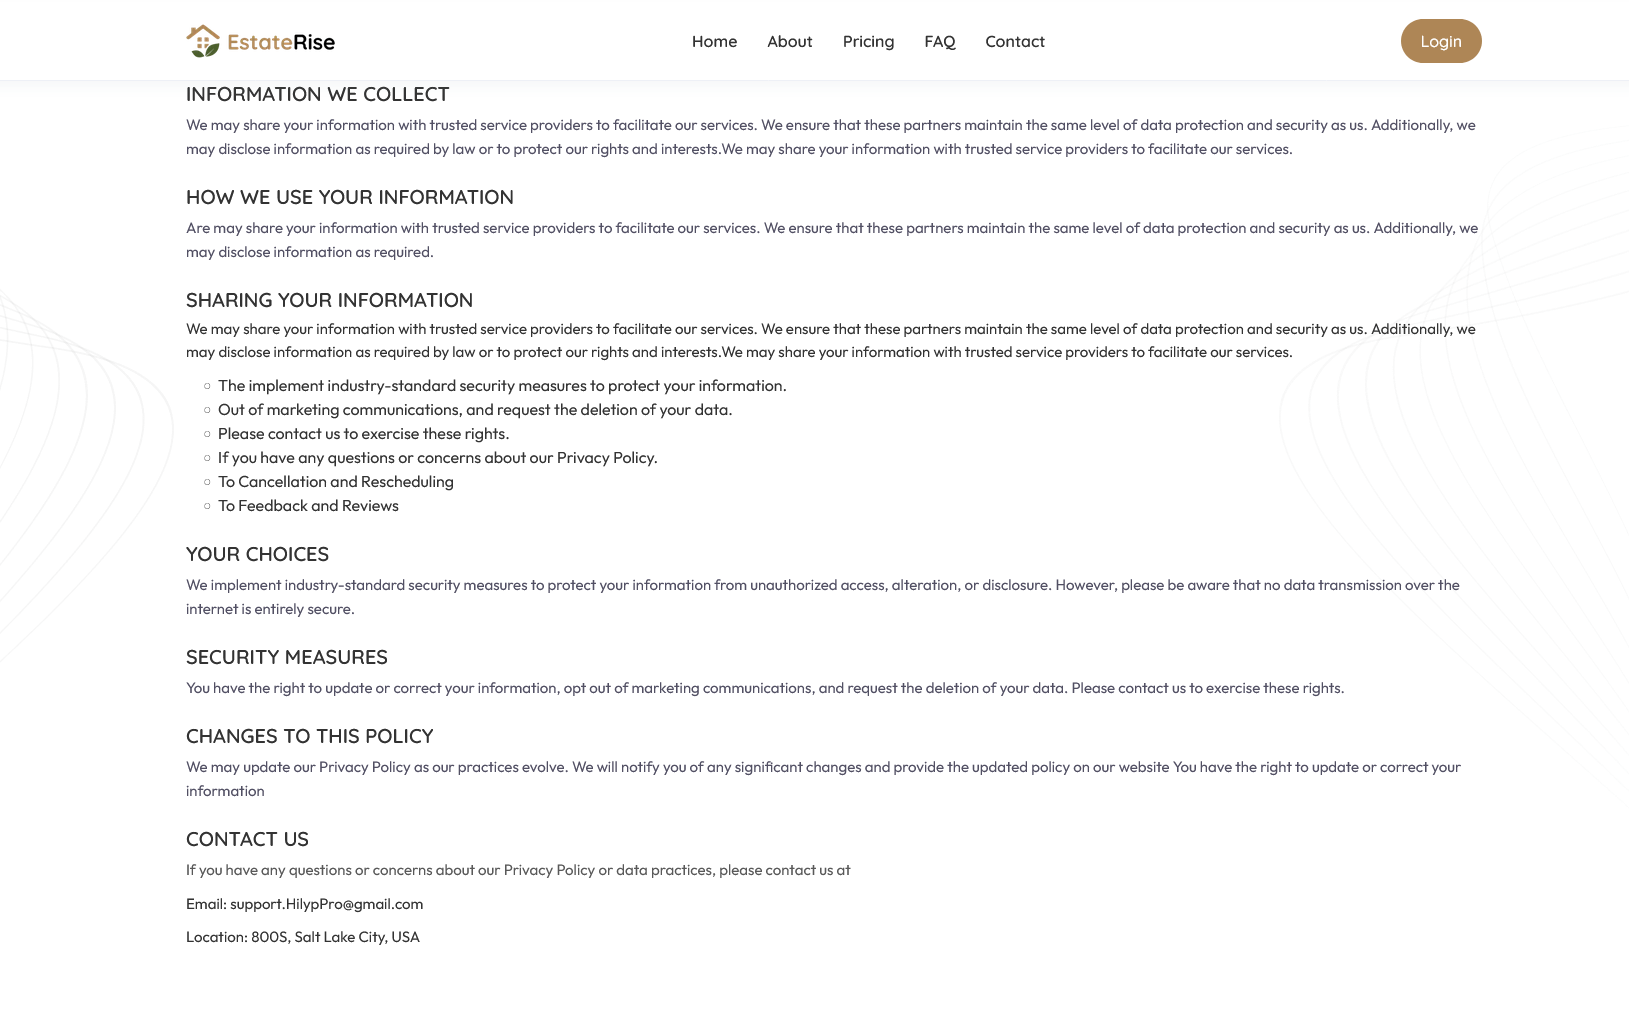 EstateRise
Home About Pricing FAQ Contact
Login
INFORMATION WE COLLECT
We may share your information with trusted service providers to facilitate our services. We ensure that these partners maintain the same level of data protection and security as us. Additionally, we
may disclose information as required by law or to protect our rights and interests.We may share your information with trusted service providers to facilitate our services.
HOW WE USE YOUR INFORMATION
Are may share your information with trusted service providers to facilitate our services. We ensure that these partners maintain the same level of data protection and security as us. Additionally, we
may disclose information as required.
SHARING YOUR INFORMATION
We may share your information with trusted service providers to facilitate our services. We ensure that these partners maintain the same level of data protection and security as us. Additionally, we
may disclose information as required by law or to protect our rights and interests.We may share your information with trusted service providers to facilitate our services.
The implement industry-standard security measures to protect your information.
Out of marketing communications, and request the deletion of your data.
Please contact us to exercise these rights.
If you have any questions or concerns about our Privacy Policy.
To Cancellation and Rescheduling
To Feedback and Reviews
YOUR CHOICES
We implement industry-standard security measures to protect your information from unauthorized access, alteration, or disclosure. However, please be aware that no data transmission over the
internet is entirely secure.
SECURITY MEASURES
You have the right to update or correct your information, opt out of marketing communications, and request the deletion of your data. Please contact us to exercise these rights.
CHANGES TO THIS POLICY
We may update our Privacy Policy as our practices evolve. We will notify you of any significant changes and provide the updated policy on our website You have the right to update or correct your
information
CONTACT US
If you have any questions or concerns about our Privacy Policy or data practices, please contact us at
Email: support.HilypPro@gmail.com
Location: 800S, Salt Lake City, USA